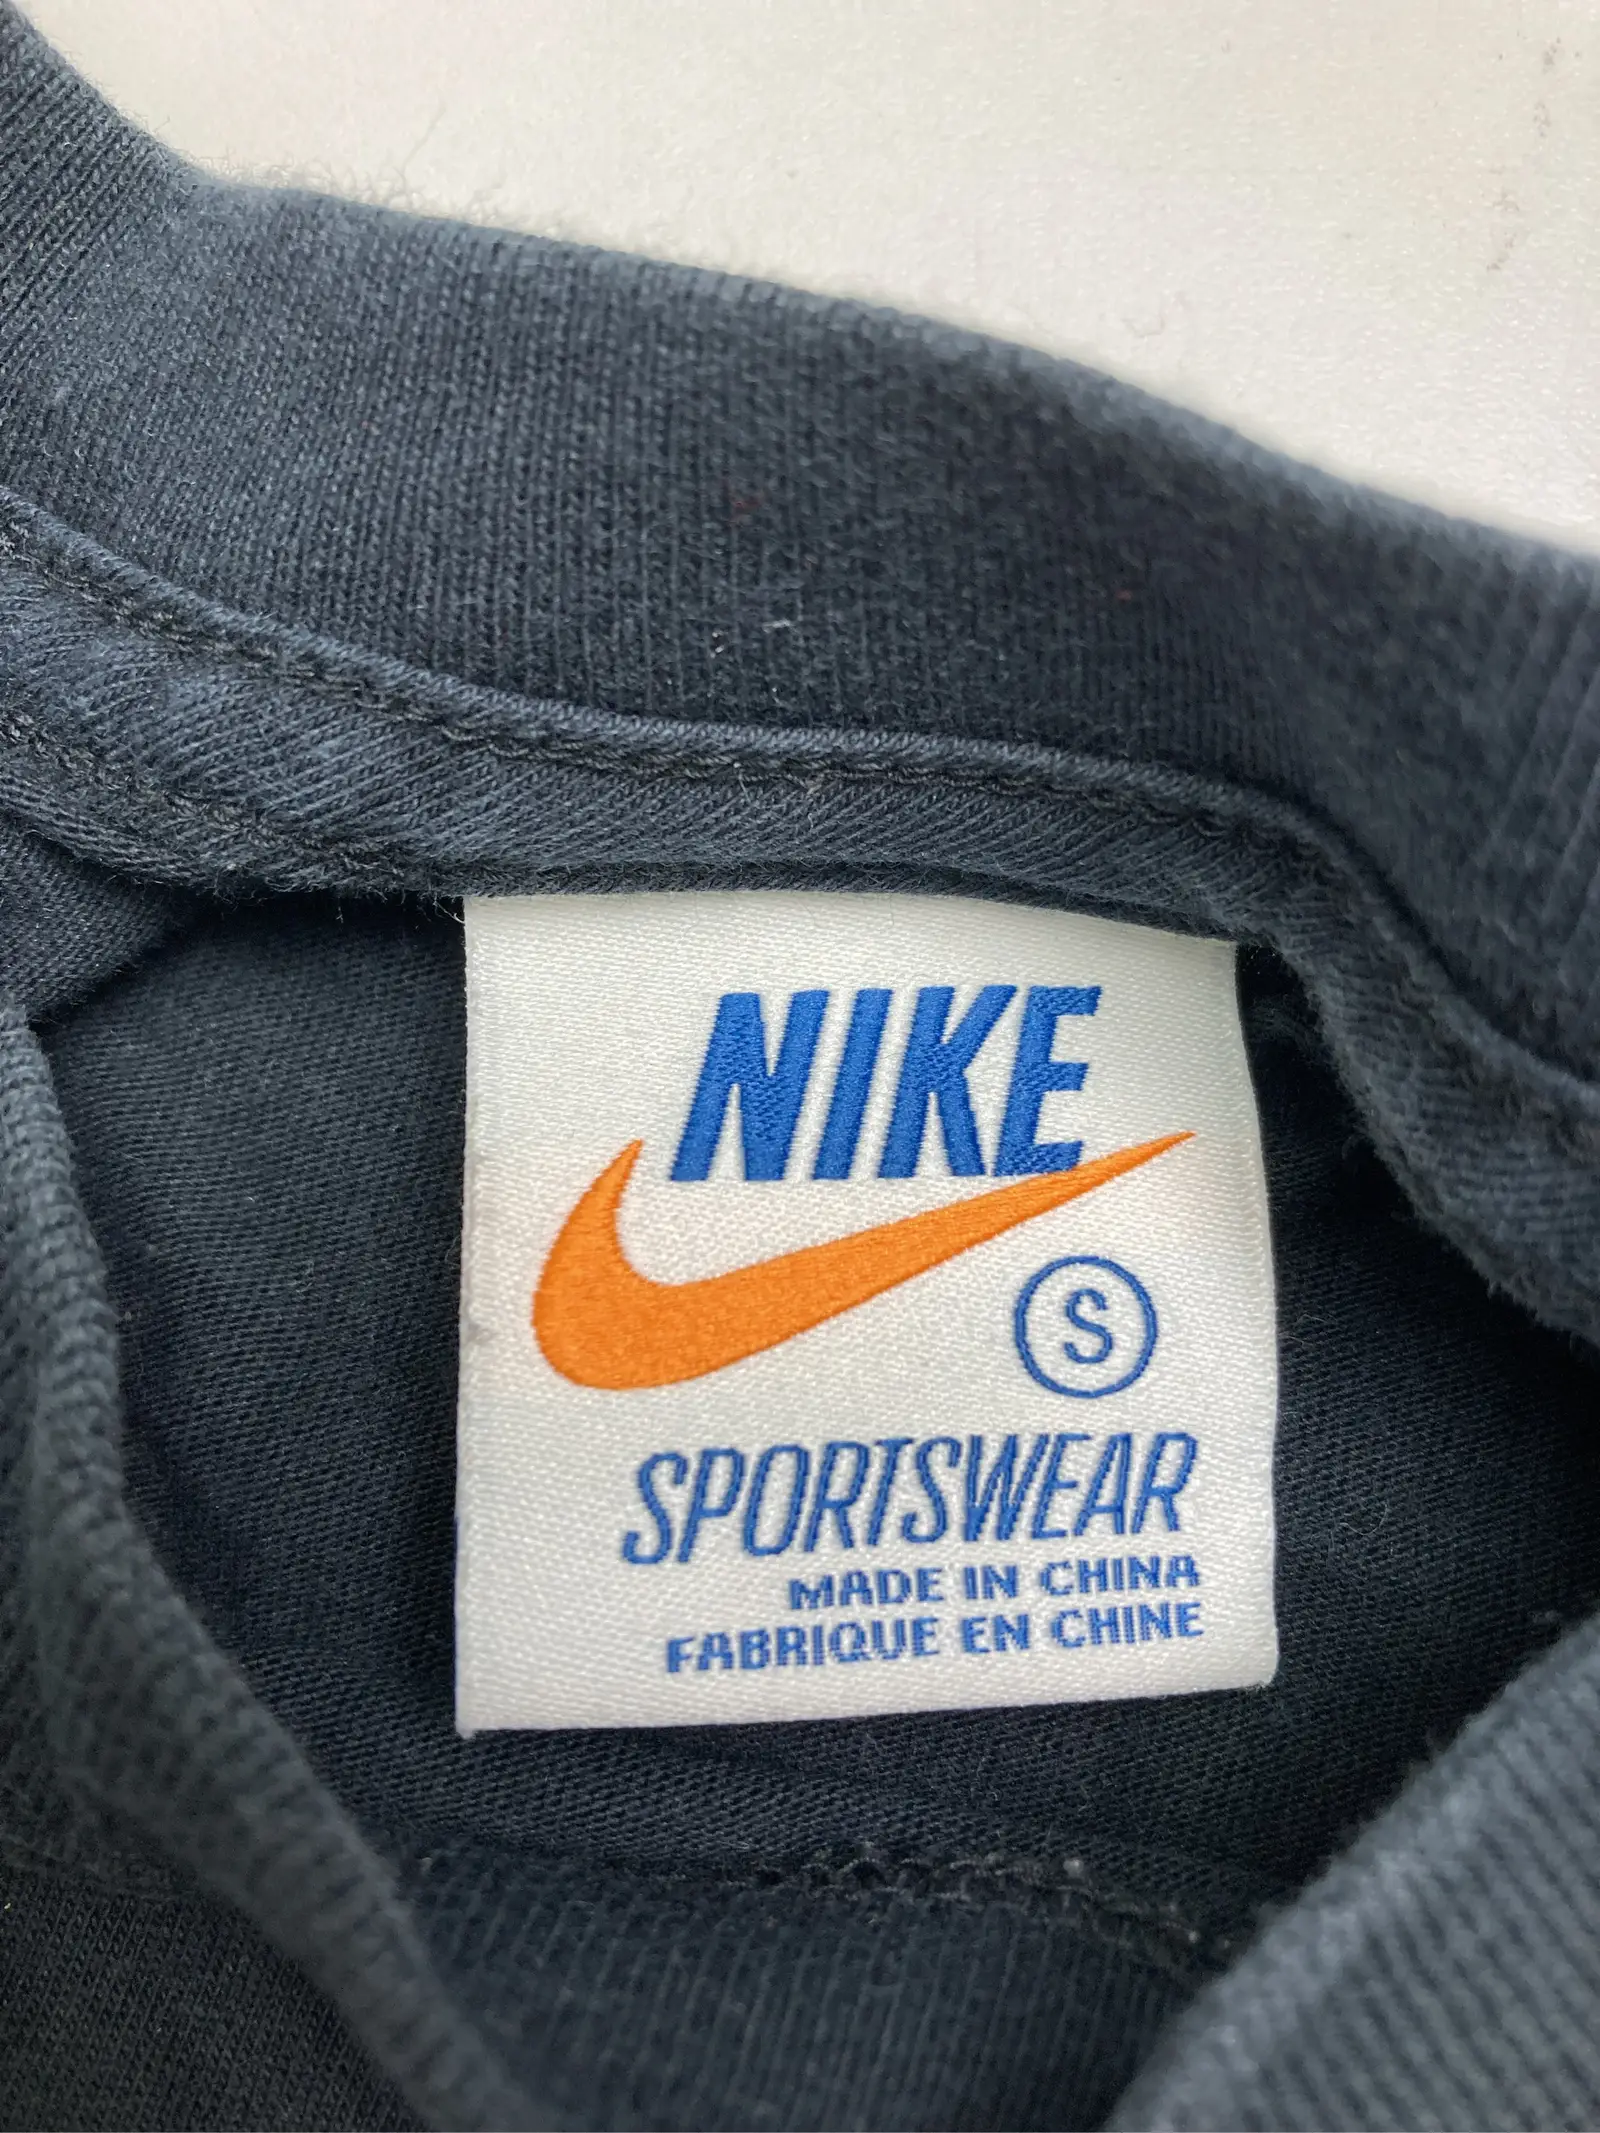 NIKE
S
SPORTSWEAR
MADE IN CHINA
FABRIQUE EN CHINE